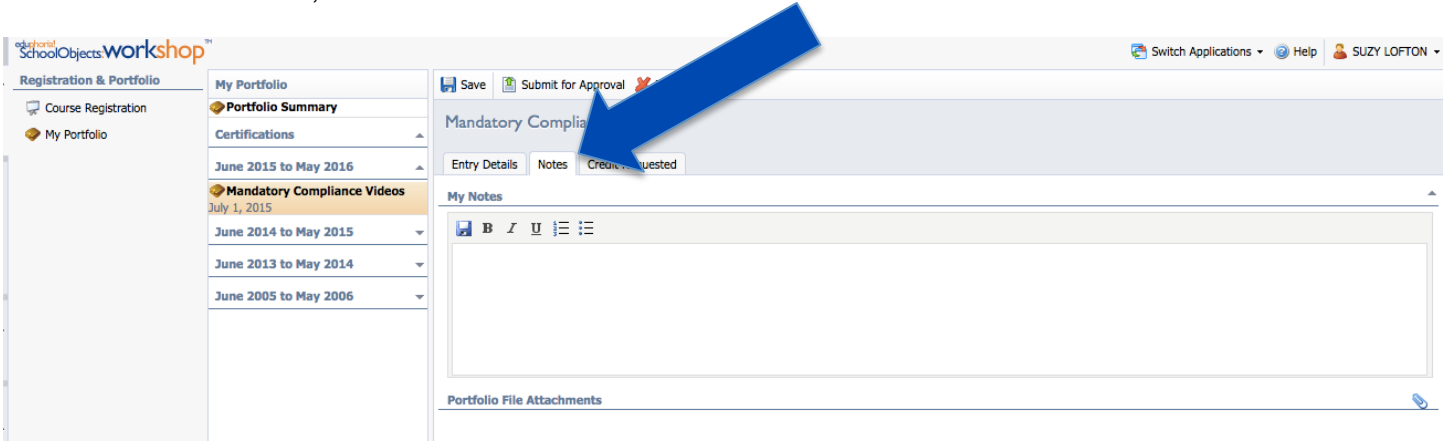 eduphoria!
SchoolObjects:workshop™
Switch Applications
Help
SUZY LOFTON
Registration & Portfolio
Course Registration
My Portfolio
My Portfolio
Portfolio Summary
Certifications
June 2015 to May 2016
Mandatory Compliance Videos
July 1, 2015
June 2014 to May 2015
June 2013 to May 2014
June 2005 to May 2006
Save Submit for Approval
Mandatory
Entry Details Notes
My Notes
B I U
Portfolio File Attachments